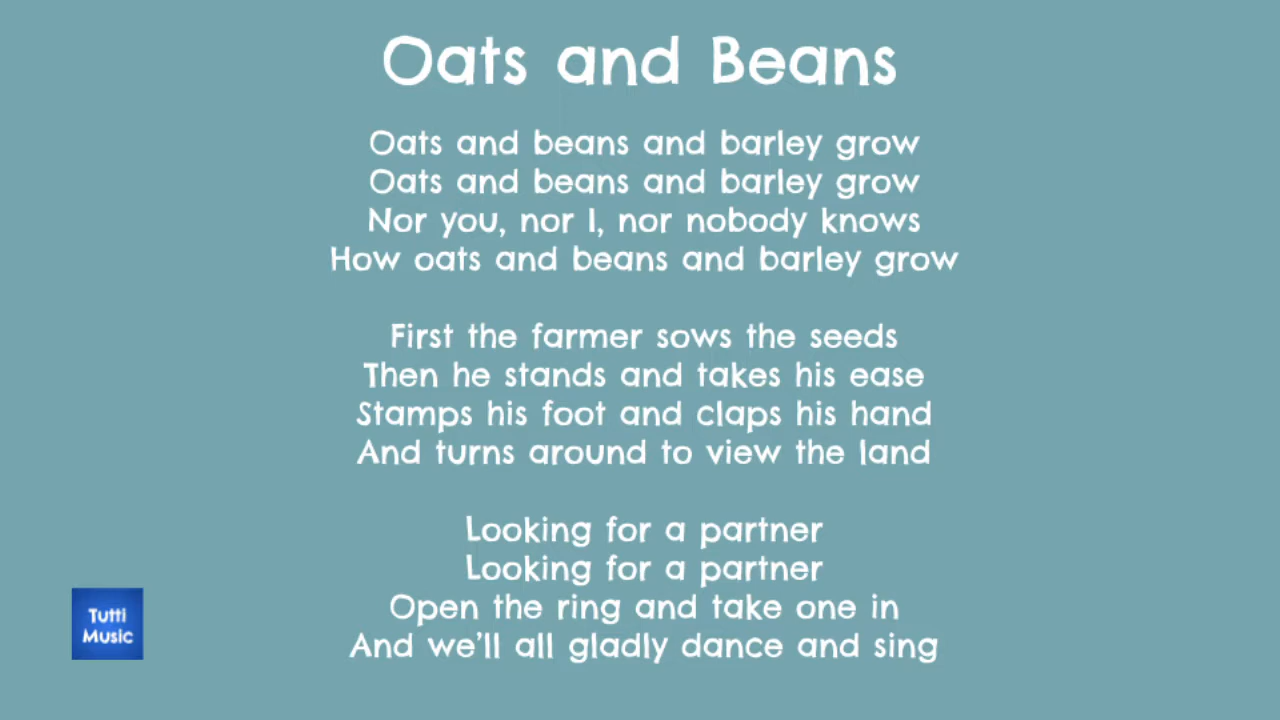 Oats and Beans
Oats and beans and barley grow
Oats and beans and barley grow
Nor you, nor I, nor nobody knows
How oats and beans and barley grow
First the farmer sows the seeds
Then he stands and takes his ease
Stamps his foot and claps his hand
And turns around to view the land
Looking for a partner
Looking for a partner
Open the ring and take one in
And we'll all gladly dance and sing
Tutti
Music